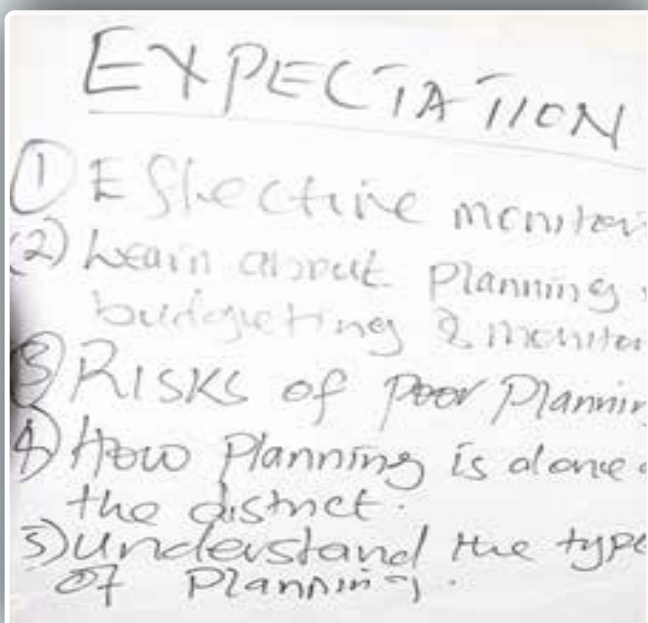 EXPECTATION
① Effective monitor
(2) Learn about Planning
budgeting & monitor
③ RISKS of poor Plannin
4) How Planning is done
the district.
5) Understand the type
of Planning.